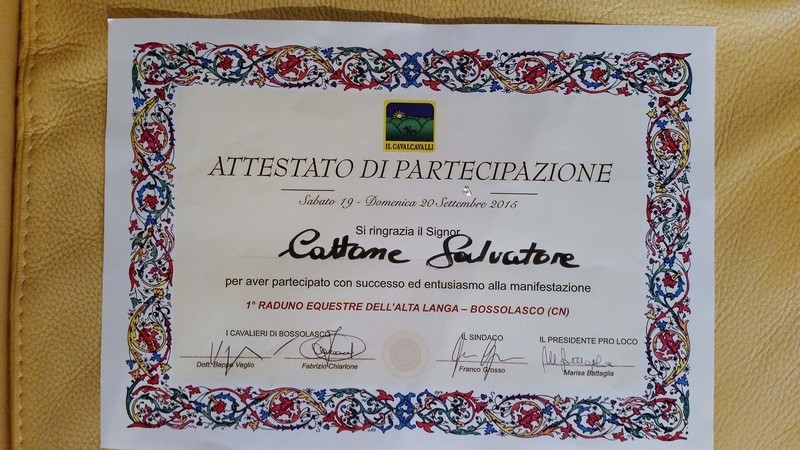 IL CAVALCAVALLI
ATTESTATO DI PARTECIPAZIONE
Sabato 19 - Domenica 20 Settembre 2015
Si ringrazia il Signor
Cattane Salvatore
per aver partecipato con successo ed entusiasmo alla manifestazione
1° RADUNO EQUESTRE DELL'ALTA LANGA – BOSSOLASCO (CN)
I CAVALIERI DI BOSSOLASCO
IL SINDACO
IL PRESIDENTE PRO LOCO
Dott. Beppe Veglio
Fabrizio Chiarlone
Franco Grosso
Marisa Battaglia